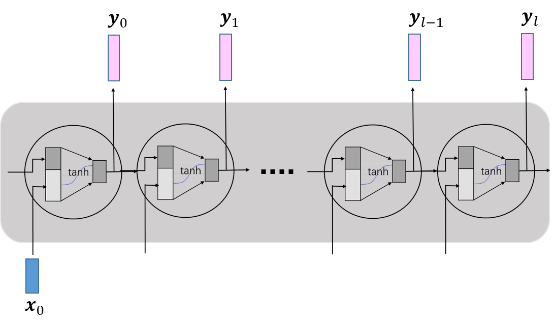 y₀ y₁ yₗ₋₁ yₗ
tanh tanh .... tanh tanh
x₀